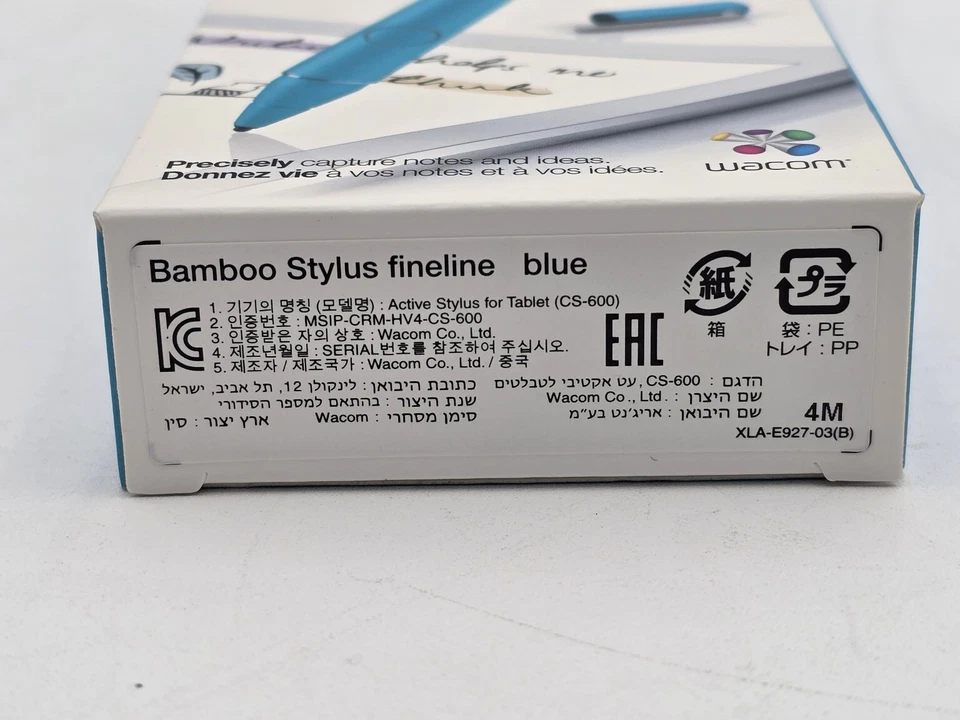 helps me
think
Precisely capture notes and ideas.
Donnez vie à vos notes et à vos idées.
wacom
Bamboo Stylus fineline blue
1. 기기의 명칭 (모델명) : Active Stylus for Tablet (CS-600)
2. 인증번호 : MSIP-CRM-HV4-CS-600
3. 인증받은 자의 상호 : Wacom Co., Ltd.
4. 제조년월일 : SERIAL번호를 참조하여 주십시오.
5. 제조자 / 제조국가 : Wacom Co., Ltd. / 중국
EAC
紙
箱
プラ
袋 : PE
トレイ : PP
הדגם : CS-600, עט אקטיבי לטבלטים
שם היצרן : Wacom Co., Ltd.
שם היבואן : אריג'נט בע"מ
כתובת היבואן : לינקולן 12, תל אביב, ישראל
שנת היצור : בהתאם למספר הסידורי
סימן מסחרי : Wacom
ארץ יצור : סין
4M
XLA-E927-03(B)